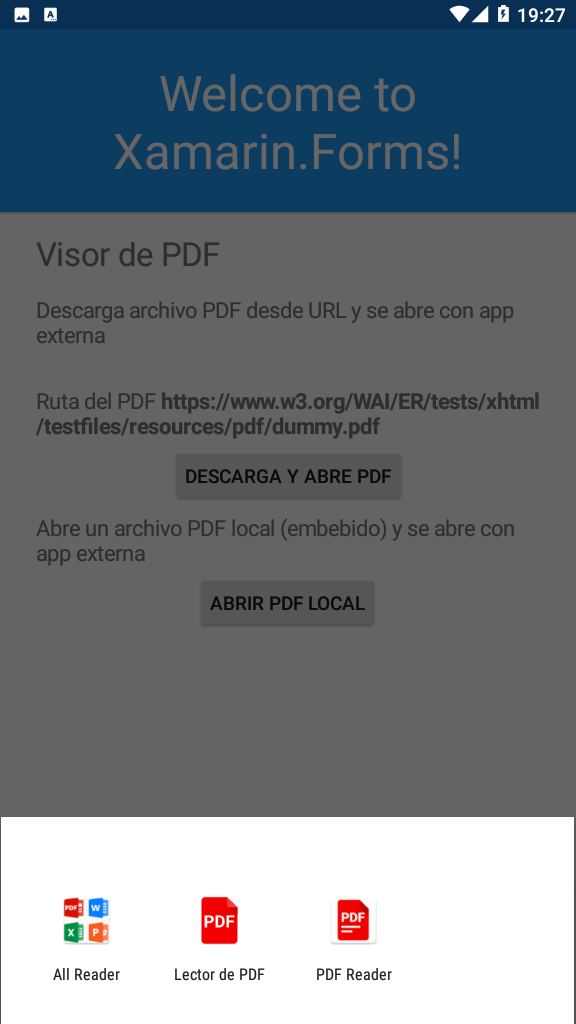 19:27
Welcome to
Xamarin.Forms!
Visor de PDF
Descarga archivo PDF desde URL y se abre con app
externa
Ruta del PDF https://www.w3.org/WAI/ER/tests/xhtml
/testfiles/resources/pdf/dummy.pdf
DESCARGA Y ABRE PDF
Abre un archivo PDF local (embebido) y se abre con
app externa
ABRIR PDF LOCAL
PDF W X P PDF PDF
All Reader Lector de PDF PDF Reader